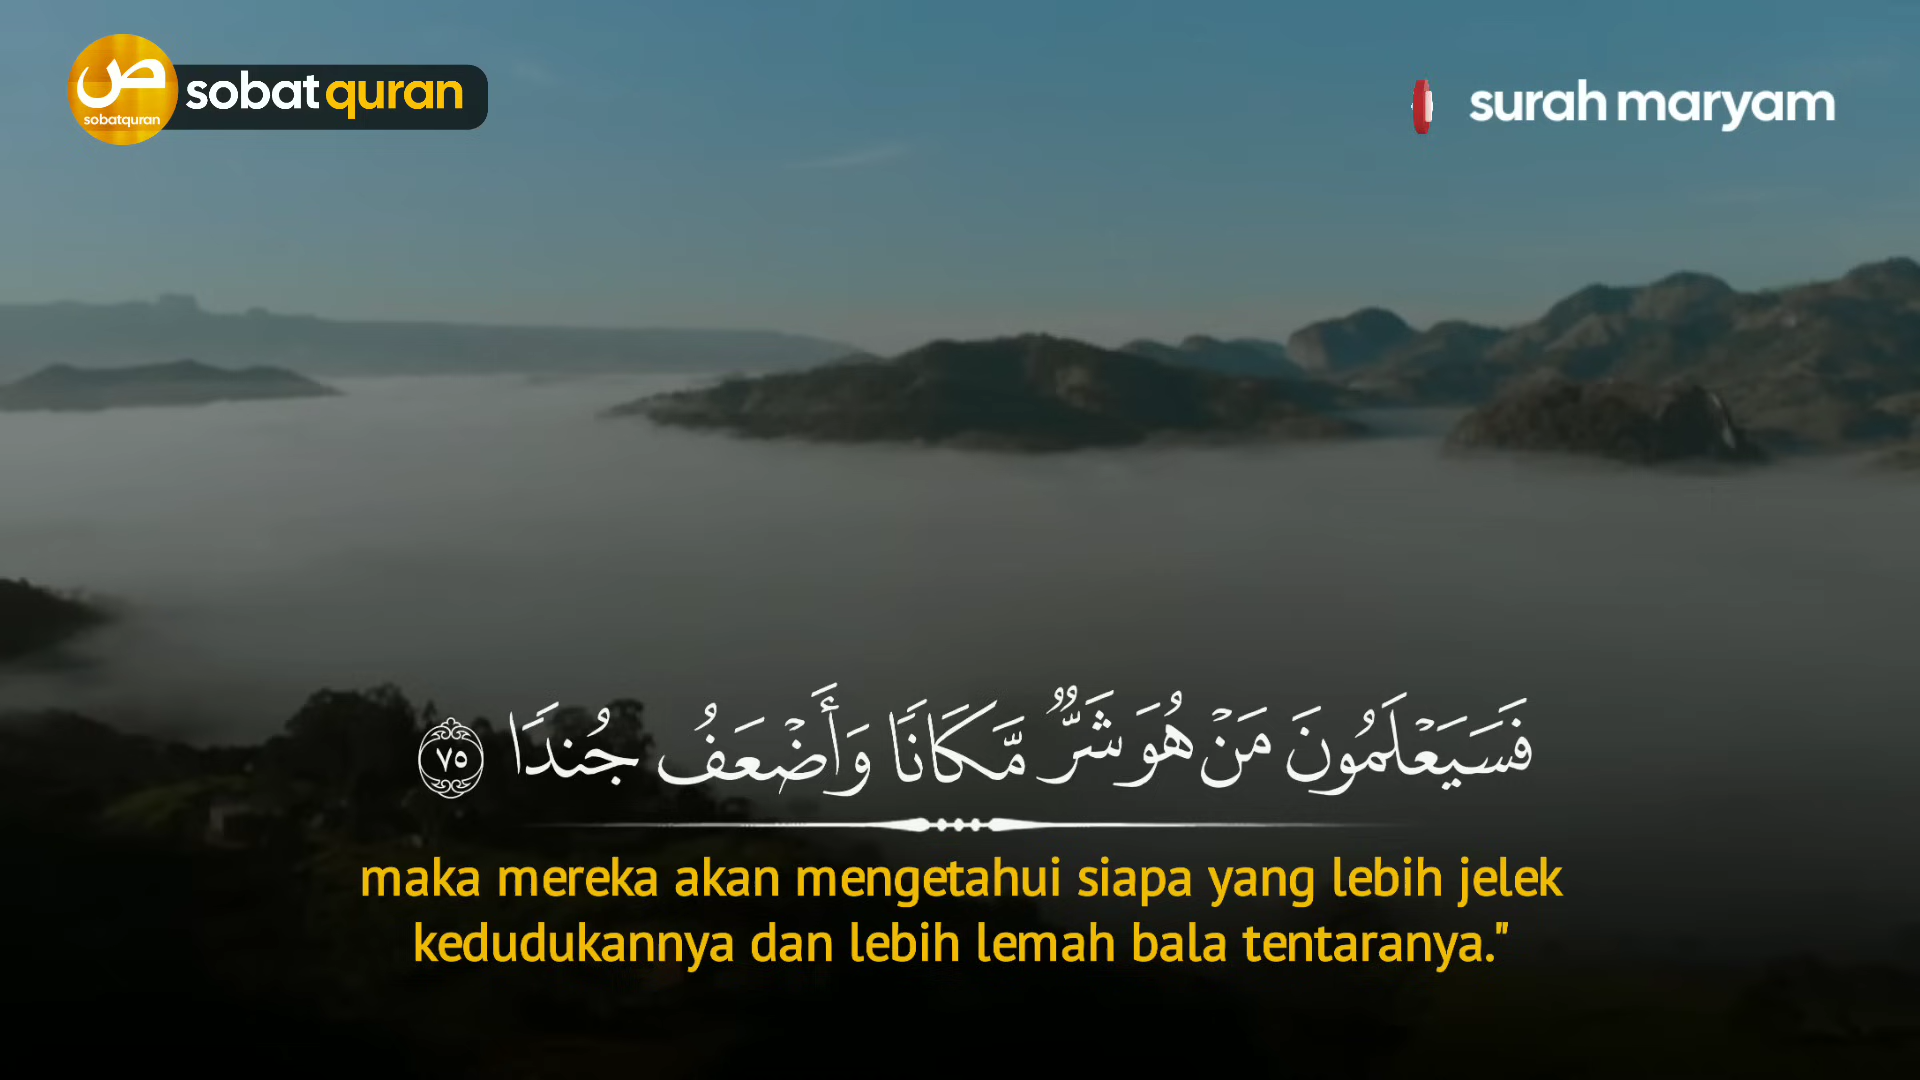 ص
sobatquran
sobat quran
surah maryam
فَسَيَعْلَمُونَ مَنْ هُوَ شَرٌّ مَّكَانًا وَأَضْعَفُ جُندًا ٧٥
maka mereka akan mengetahui siapa yang lebih jelek
kedudukannya dan lebih lemah bala tentaranya."